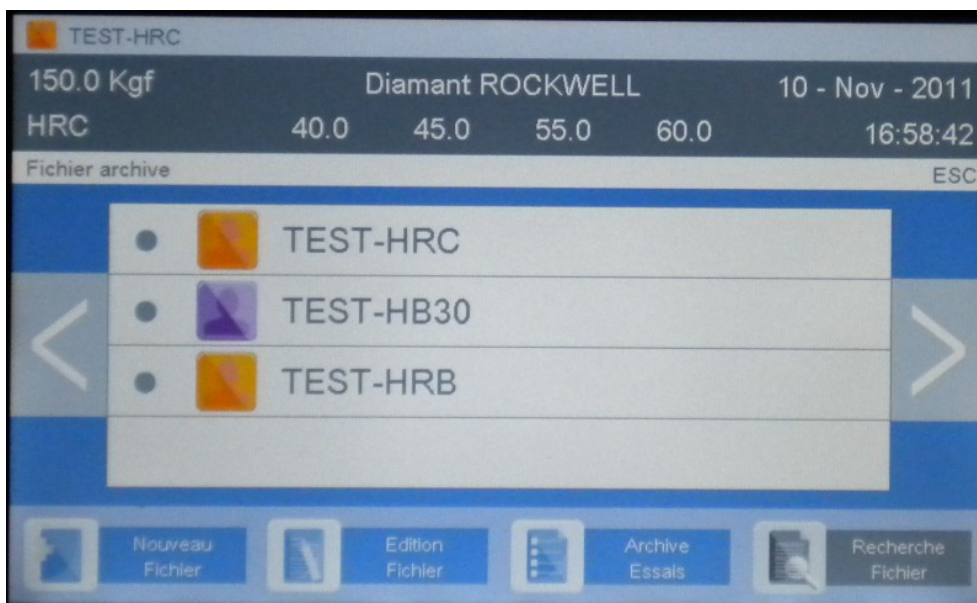 TEST-HRC
150.0 Kgf Diamant ROCKWELL 10 - Nov - 2011
HRC 40.0 45.0 55.0 60.0 16:58:42
Fichier archive ESC
TEST-HRC
TEST-HB30
TEST-HRB
Nouveau Fichier
Edition Fichier
Archive Essais
Recherche Fichier